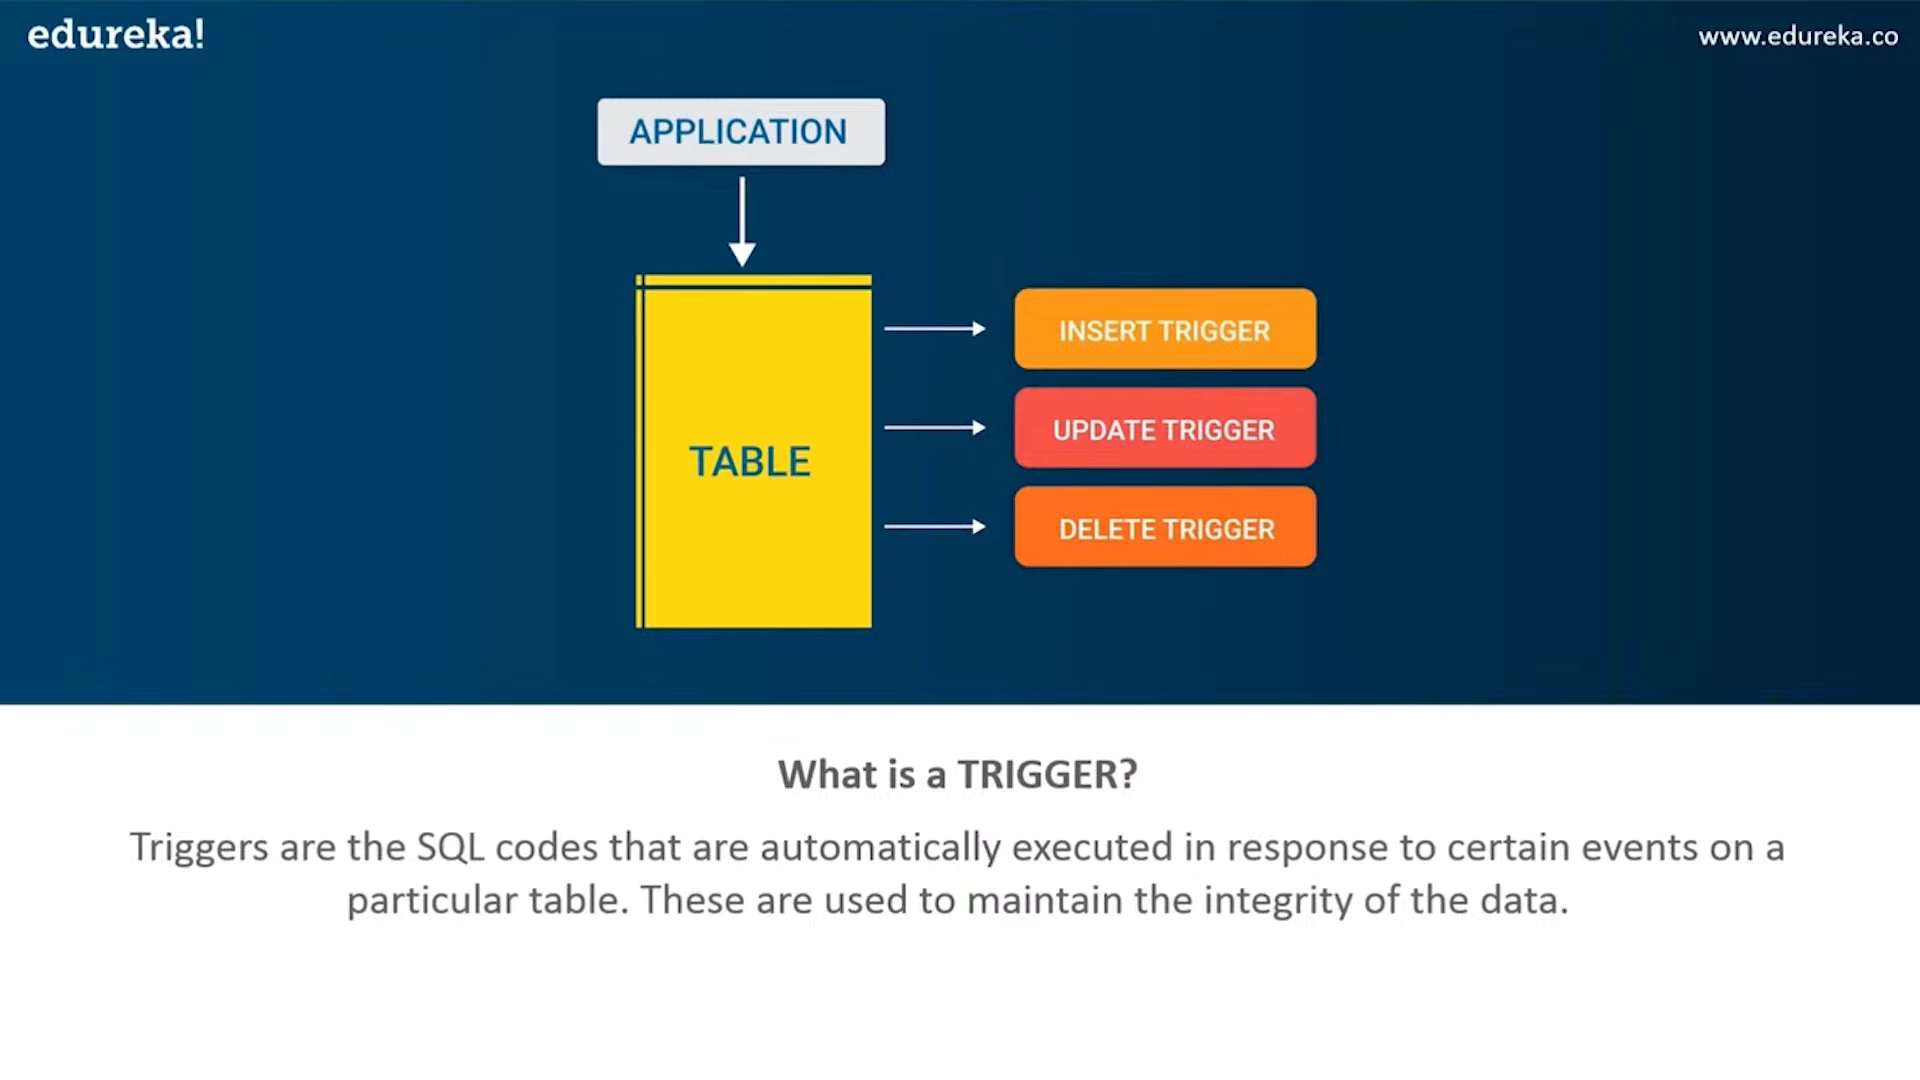 edureka!
www.edureka.co
APPLICATION
TABLE
INSERT TRIGGER
UPDATE TRIGGER
DELETE TRIGGER
What is a TRIGGER?
Triggers are the SQL codes that are automatically executed in response to certain events on a
particular table. These are used to maintain the integrity of the data.